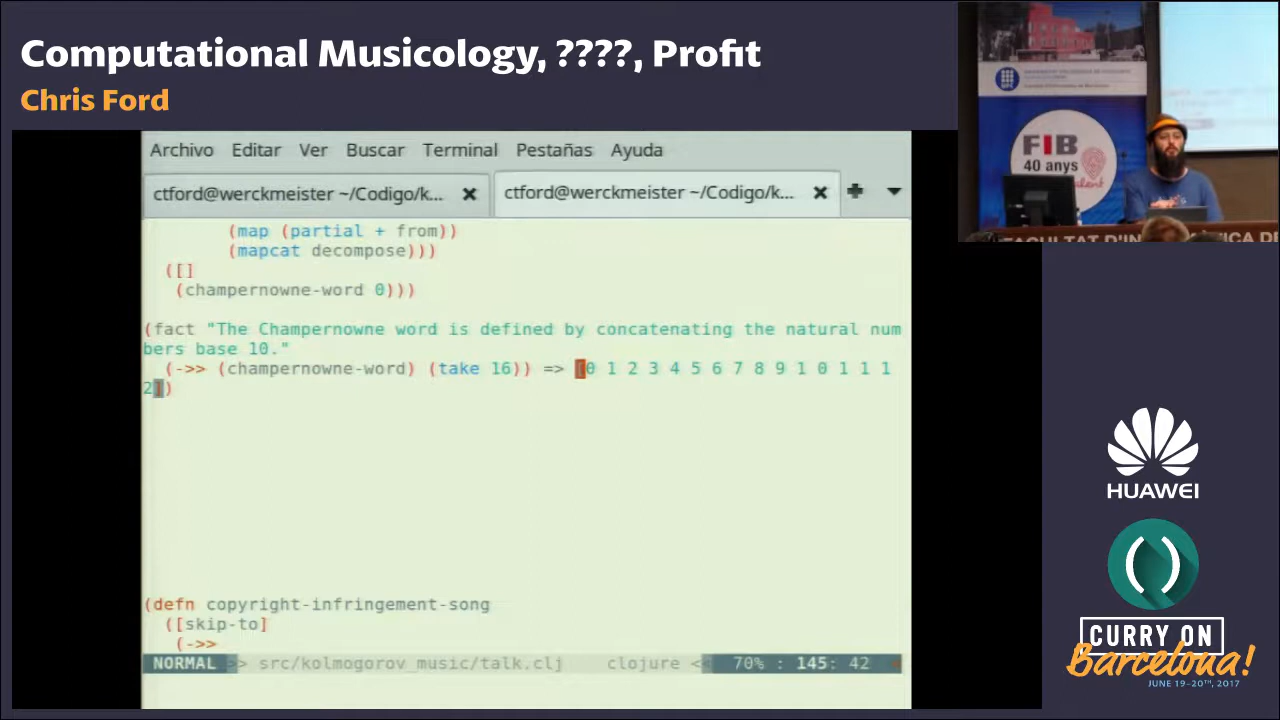 Computational Musicology, ????, Profit
Chris Ford
FIB
40 anys
FACULTAT D'INFORMÀTICA DE
Archivo Editar Ver Buscar Terminal Pestañas Ayuda
ctford@werckmeister ~/Codigo/k... ctford@werckmeister ~/Codigo/k...
(map (partial + from))
(mapcat decompose)))
([]
(champernowne-word 0)))
(fact "The Champernowne word is defined by concatenating the natural num
bers base 10."
(->> (champernowne-word) (take 16)) => [0 1 2 3 4 5 6 7 8 9 1 0 1 1 1
2])
(defn copyright-infringement-song
([skip-to]
(->>
NORMAL >> src/kolmogorov_music/talk.clj clojure << 70% : 145: 42
HUAWEI
CURRY ON
Barcelona!
JUNE 19-20TH, 2017